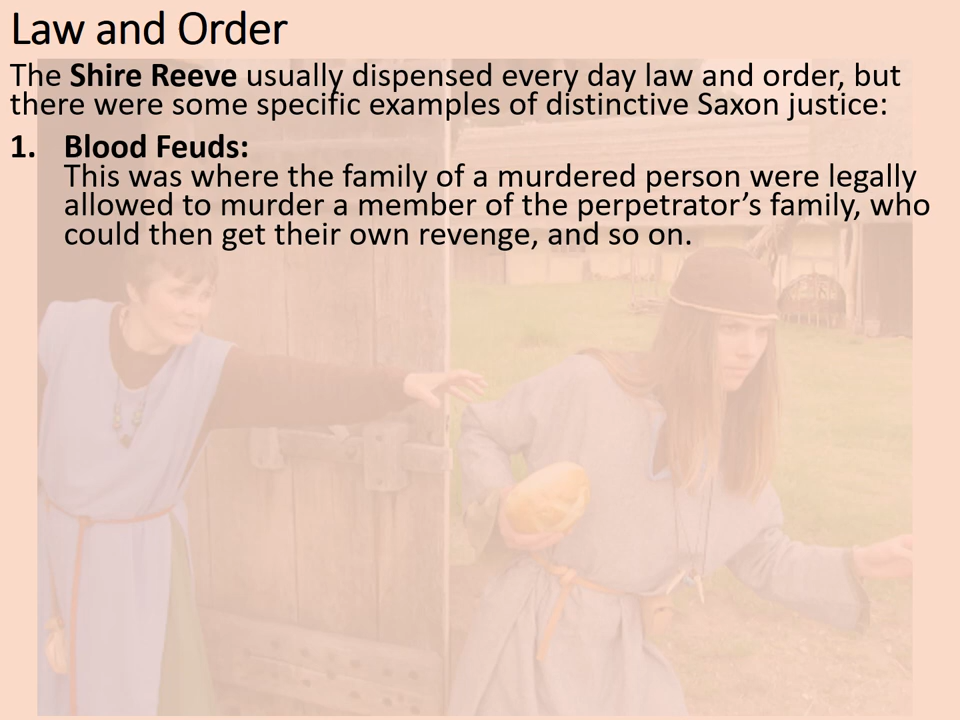 Law and Order
The Shire Reeve usually dispensed every day law and order, but
there were some specific examples of distinctive Saxon justice:
1. Blood Feuds:
This was where the family of a murdered person were legally
allowed to murder a member of the perpetrator’s family, who
could then get their own revenge, and so on.